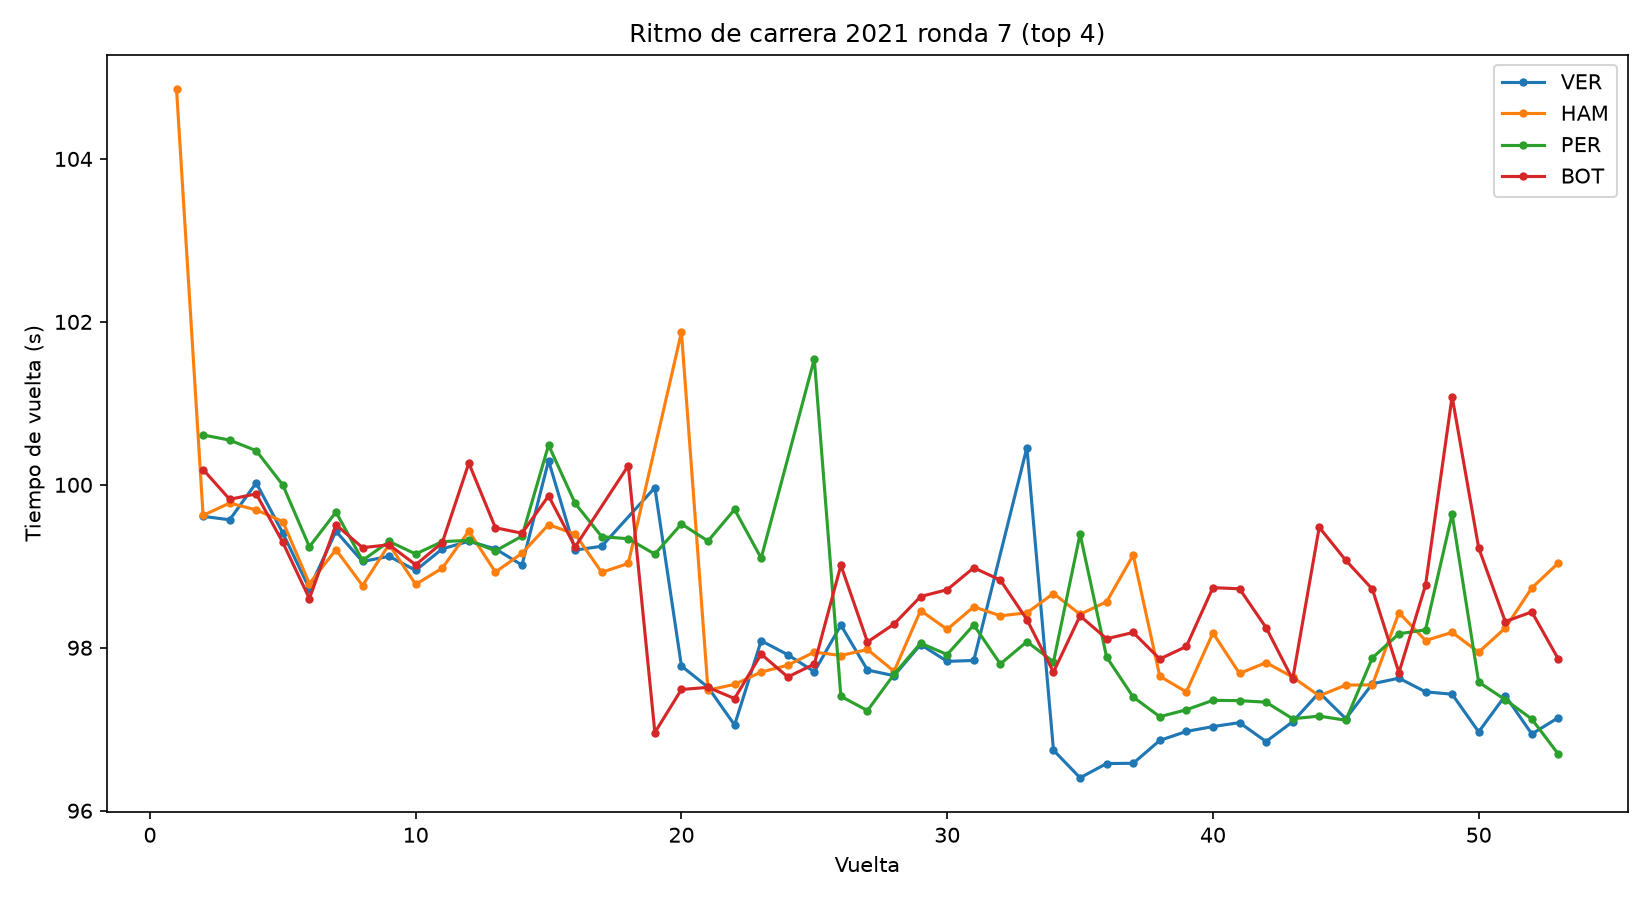 Ritmo de carrera 2021 ronda 7 (top 4)
VER
HAM
PER
BOT
Tiempo de vuelta (s)
104
102
100
98
96
0 10 20 30 40 50
Vuelta